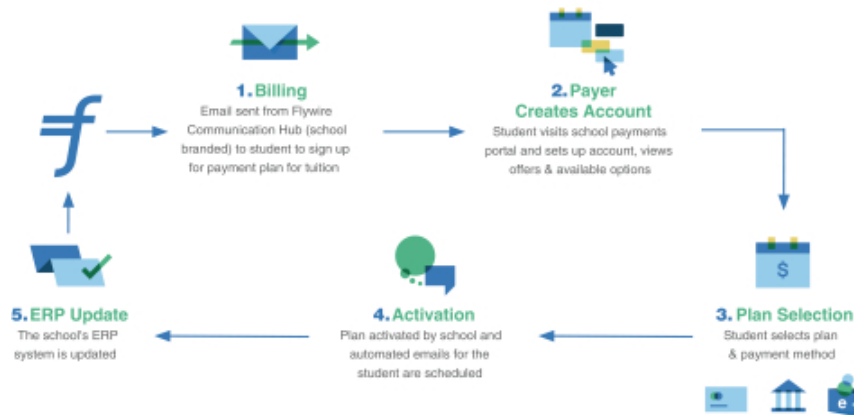 1. Billing
Email sent from Flywire
Communication Hub (school
branded) to student to sign up
for payment plan for tuition
2. Payer
Creates Account
Student visits school payments
portal and sets up account, views
offers & available options
$
3. Plan Selection
Student selects plan
& payment method
e
4. Activation
Plan activated by school and
automated emails for the
student are scheduled
5. ERP Update
The school's ERP
system is updated